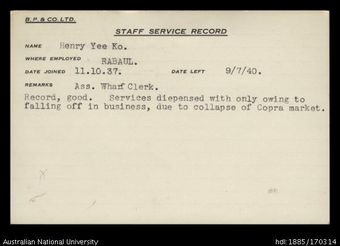 B. P. & CO. LTD.
STAFF SERVICE RECORD
NAME Henry Yee Ko.
WHERE EMPLOYED RABAUL.
DATE JOINED 11.10.37. DATE LEFT 9/7/40.
REMARKS Ass. Wharf Clerk.
Record, good. Services dispensed with only owing to
falling off in business, due to collapse of Copra market.
Australian National University
hdl:1885/170314